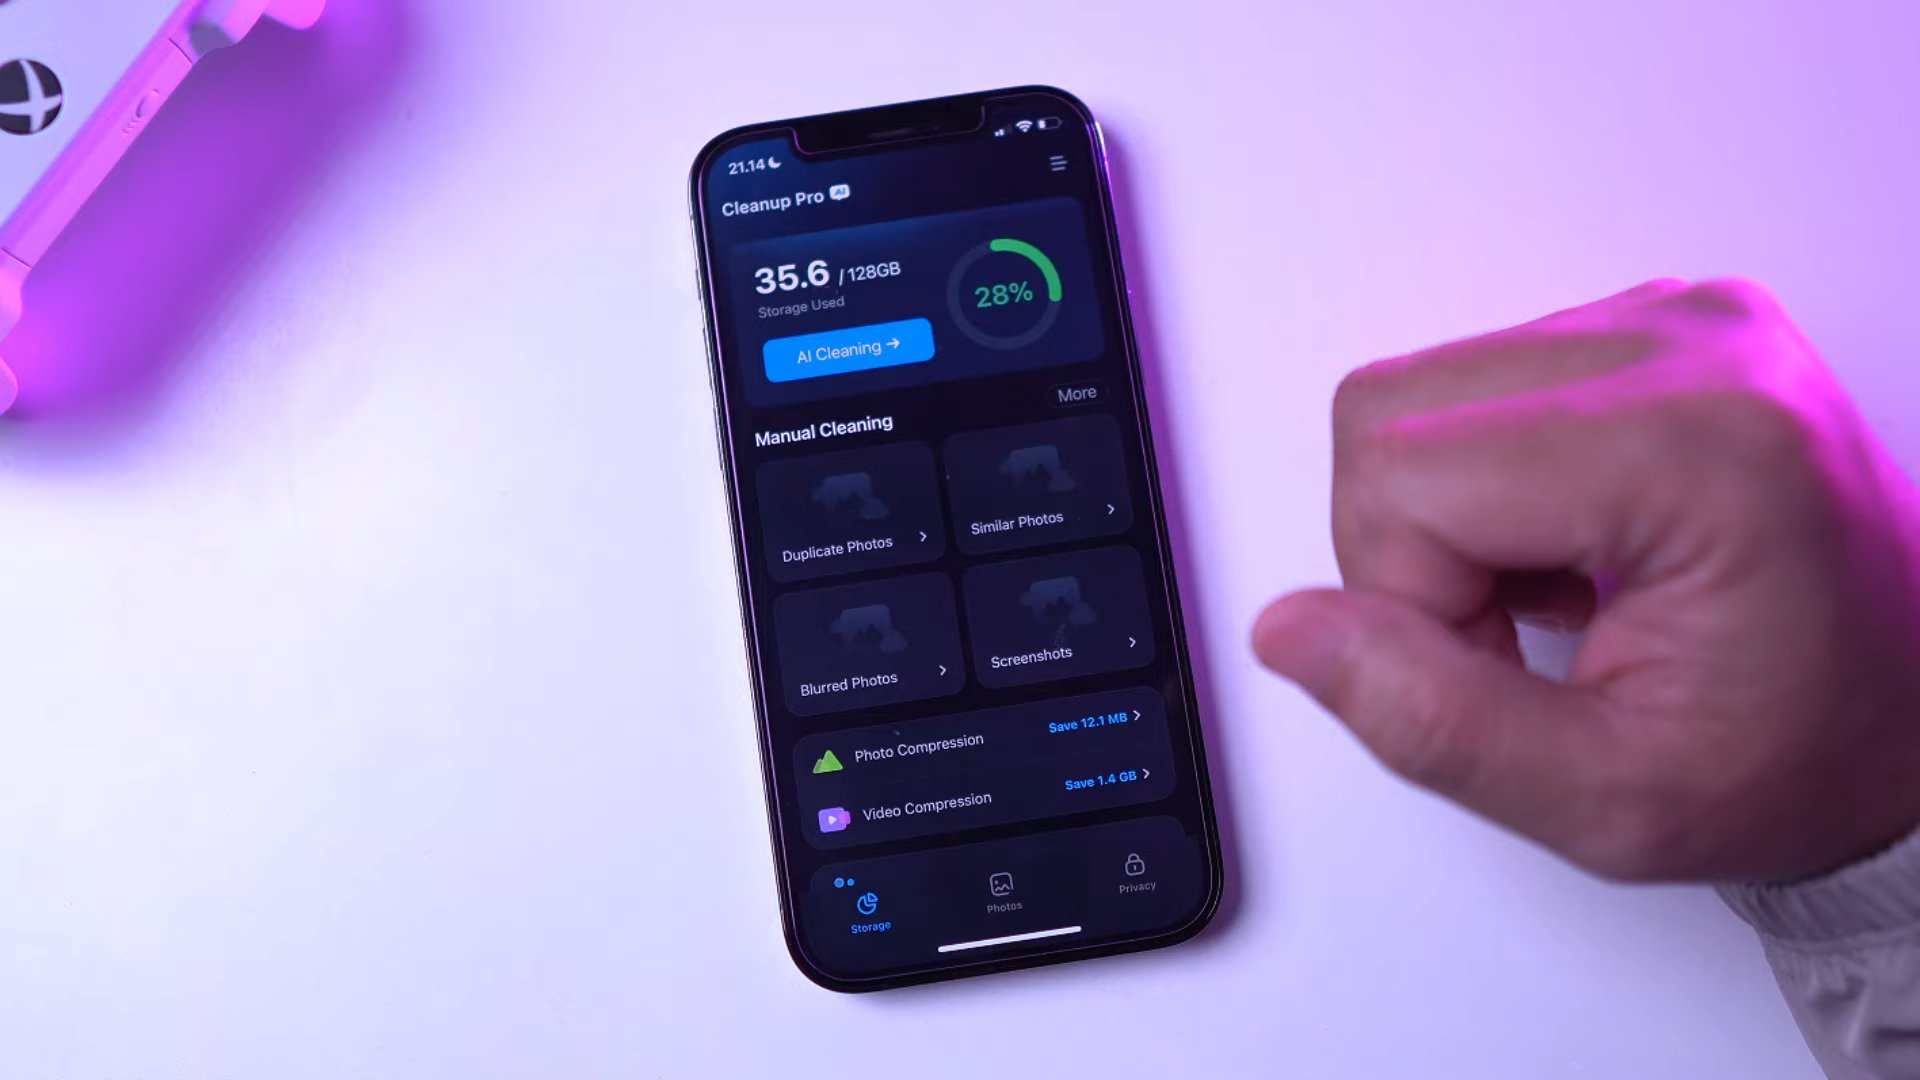 21.14
Cleanup Pro AI
35.6 / 128GB
Storage Used
28%
AI Cleaning →
Manual Cleaning
More
Duplicate Photos
Similar Photos
Blurred Photos
Screenshots
Photo Compression
Save 12.1 MB
Video Compression
Save 1.4 GB
Storage
Photos
Privacy